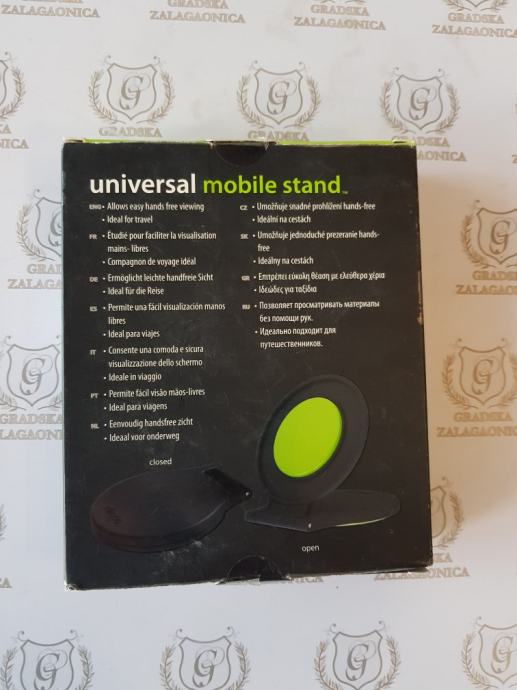 GRADSKA
ZALAGAONICA
universal mobile stand™
ENG • Allows easy hands free viewing
• Ideal for travel
FR • Étudié pour faciliter la visualisation
mains- libres
• Compagnon de voyage idéal
DE • Ermöglicht leichte handfreie Sicht
• Ideal für die Reise
ES • Permite una fácil visualización manos
libres
• Ideal para viajes
IT • Consente una comoda e sicura
visualizzazione dello schermo
• Ideale in viaggio
PT • Permite fácil visão mãos-livres
• Ideal para viagens
NL • Eenvoudig handsfree zicht
• Ideaal voor onderweg
CZ • Umožňuje snadné prohlížení hands-free
• Ideální na cestách
SK • Umožňuje jednoduché prezeranie hands-
free
• Ideálny na cestách
GR • Επιτρέπει εύκολη θέαση με ελεύθερα χέρια
• Ιδεώδες για ταξίδια
RU • Позволяет просматривать материалы
без помощи рук.
• Идеально подходит для
путешественников.
closed
open